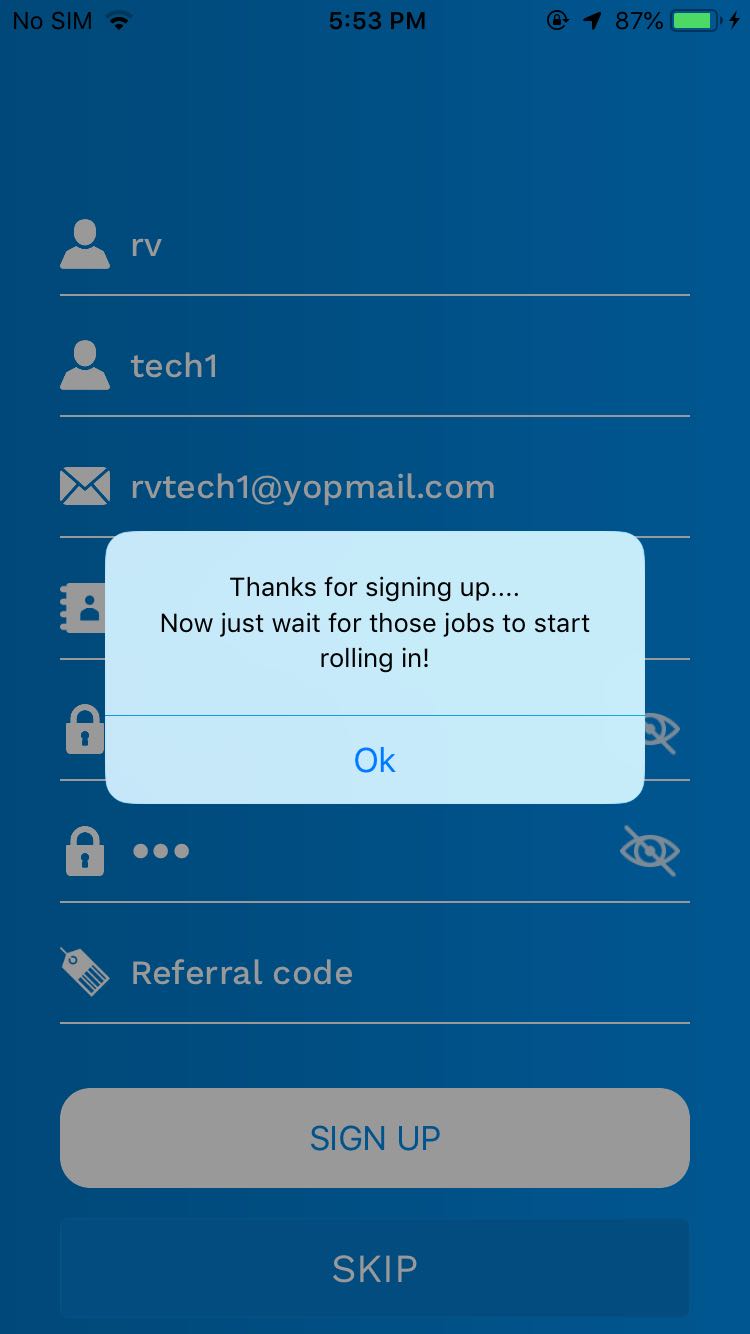 No SIM 5:53 PM 87%
rv
tech1
rvtech1@yopmail.com
Thanks for signing up....
Now just wait for those jobs to start
rolling in!
Ok
•••
Referral code
SIGN UP
SKIP